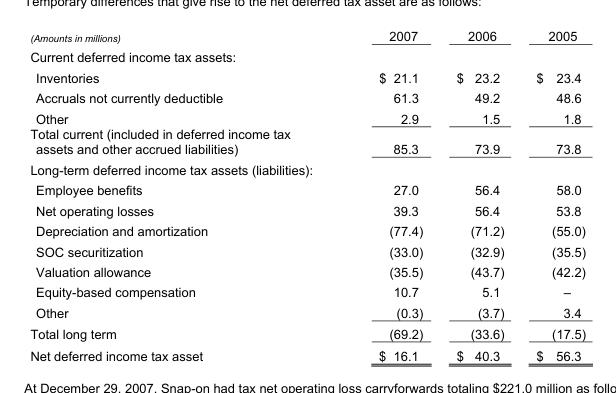 Temporary differences that give rise to the net deferred tax asset are as follows:
(Amounts in millions) 2007 2006 2005
Current deferred income tax assets:
Inventories $ 21.1 $ 23.2 $ 23.4
Accruals not currently deductible 61.3 49.2 48.6
Other 2.9 1.5 1.8
Total current (included in deferred income tax
assets and other accrued liabilities) 85.3 73.9 73.8
Long-term deferred income tax assets (liabilities):
Employee benefits 27.0 56.4 58.0
Net operating losses 39.3 56.4 53.8
Depreciation and amortization (77.4) (71.2) (55.0)
SOC securitization (33.0) (32.9) (35.5)
Valuation allowance (35.5) (43.7) (42.2)
Equity-based compensation 10.7 5.1 –
Other (0.3) (3.7) 3.4
Total long term (69.2) (33.6) (17.5)
Net deferred income tax asset $ 16.1 $ 40.3 $ 56.3
At December 29, 2007, Snap-on had tax net operating loss carryforwards totaling $221.0 million as follo